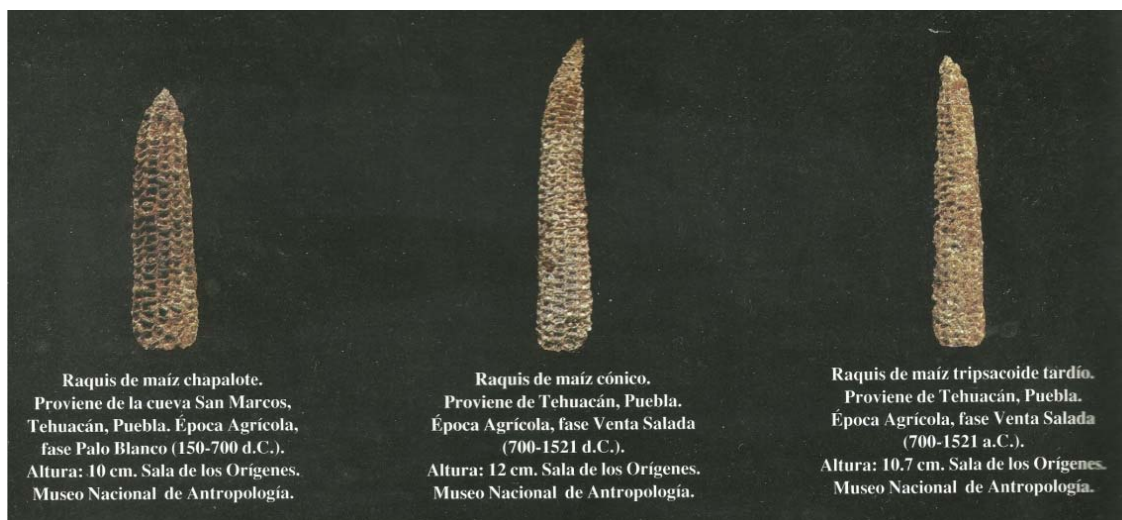 Raquis de maíz chapalote.
Proviene de la cueva San Marcos,
Tehuacán, Puebla. Época Agrícola,
fase Palo Blanco (150-700 d.C.).
Altura: 10 cm. Sala de los Orígenes.
Museo Nacional de Antropología.
Raquis de maíz cónico.
Proviene de Tehuacán, Puebla.
Época Agrícola, fase Venta Salada
(700-1521 d.C.).
Altura: 12 cm. Sala de los Orígenes.
Museo Nacional de Antropología.
Raquis de maíz tripsacoide tardío.
Proviene de Tehuacán, Puebla.
Época Agrícola, fase Venta Salada
(700-1521 a.C.).
Altura: 10.7 cm. Sala de los Orígenes.
Museo Nacional de Antropología.